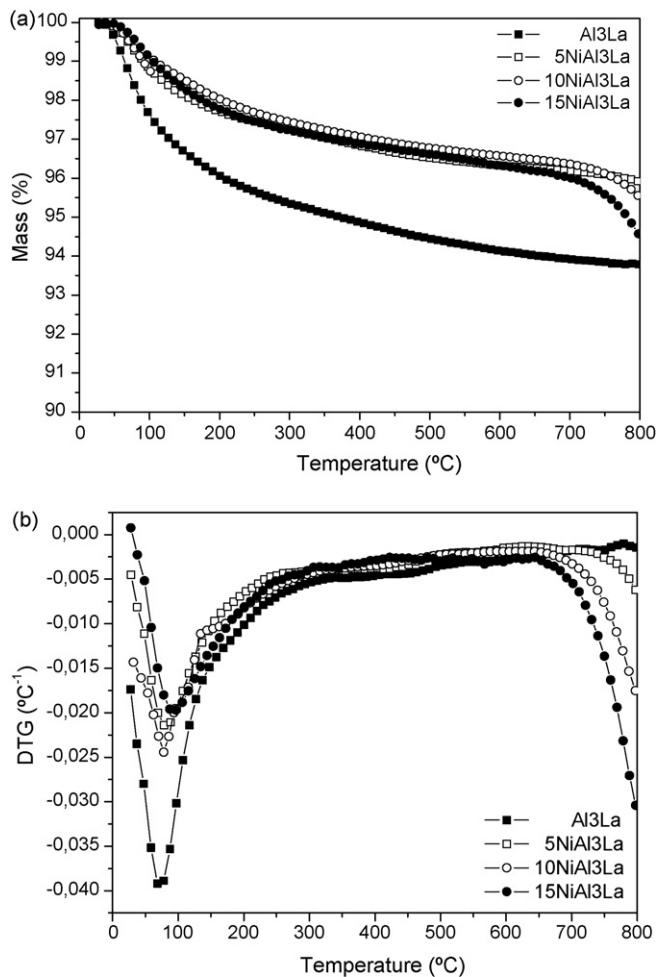 (a)
Al3La
5NiAl3La
10NiAl3La
15NiAl3La
100
99
98
97
96
95
94
93
92
91
90
Mass (%)
0 100 200 300 400 500 600 700 800
Temperature (ºC)
(b)
0,000
-0,005
-0,010
-0,015
-0,020
-0,025
-0,030
-0,035
-0,040
DTG (ºC⁻¹)
Al3La
5NiAl3La
10NiAl3La
15NiAl3La
0 100 200 300 400 500 600 700 800
Temperature (ºC)